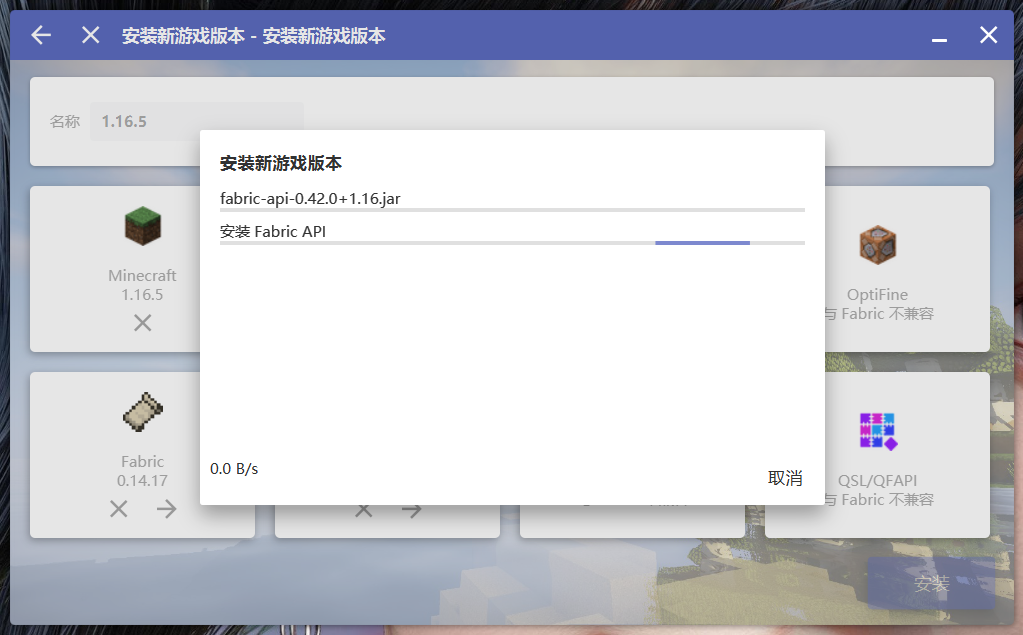 安装新游戏版本 - 安装新游戏版本
名称 1.16.5
安装新游戏版本
fabric-api-0.42.0+1.16.jar
安装 Fabric API
0.0 B/s
取消
Minecraft
1.16.5
OptiFine
与 Fabric 不兼容
Fabric
0.14.17
QSL/QFAPI
与 Fabric 不兼容
安装